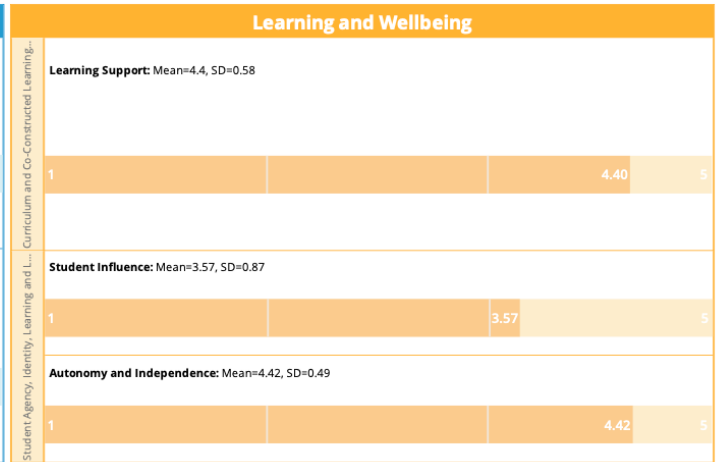 Learning and Wellbeing
Curriculum and Co-Constructed Learning...
Learning Support: Mean=4.4, SD=0.58
1 4.40 5
Student Agency, Identity, Learning and L...
Student Influence: Mean=3.57, SD=0.87
1 3.57 5
Autonomy and Independence: Mean=4.42, SD=0.49
1 4.42 5